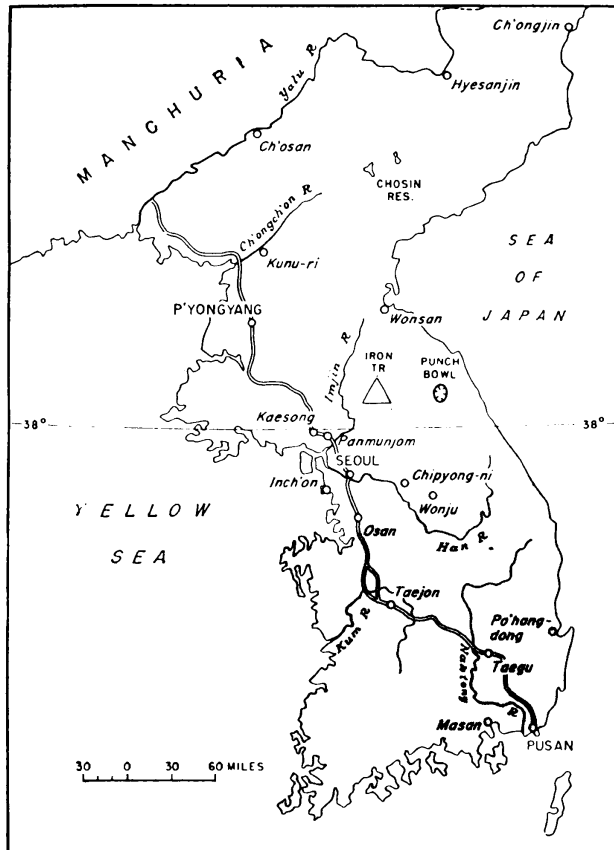 Ch'ongjin
MANCHURIA
Yalu R
Hyesanjin
Ch'osan
CHOSIN
RES.
Ch'ongch'on R
Kunu-ri
SEA
OF
JAPAN
P'YONGYANG
Wonsan
Imjin R
IRON
TR
PUNCH
BOWL
38°
38°
Kaesong
Panmunjom
SEOUL
Inch'on
Chipyong-ni
Wonju
YELLOW
SEA
Osan
Han R.
Taejon
Kum R
Po'hang-
dong
Taegu
Naktong R
Masan
PUSAN
30 0 30 60 MILES